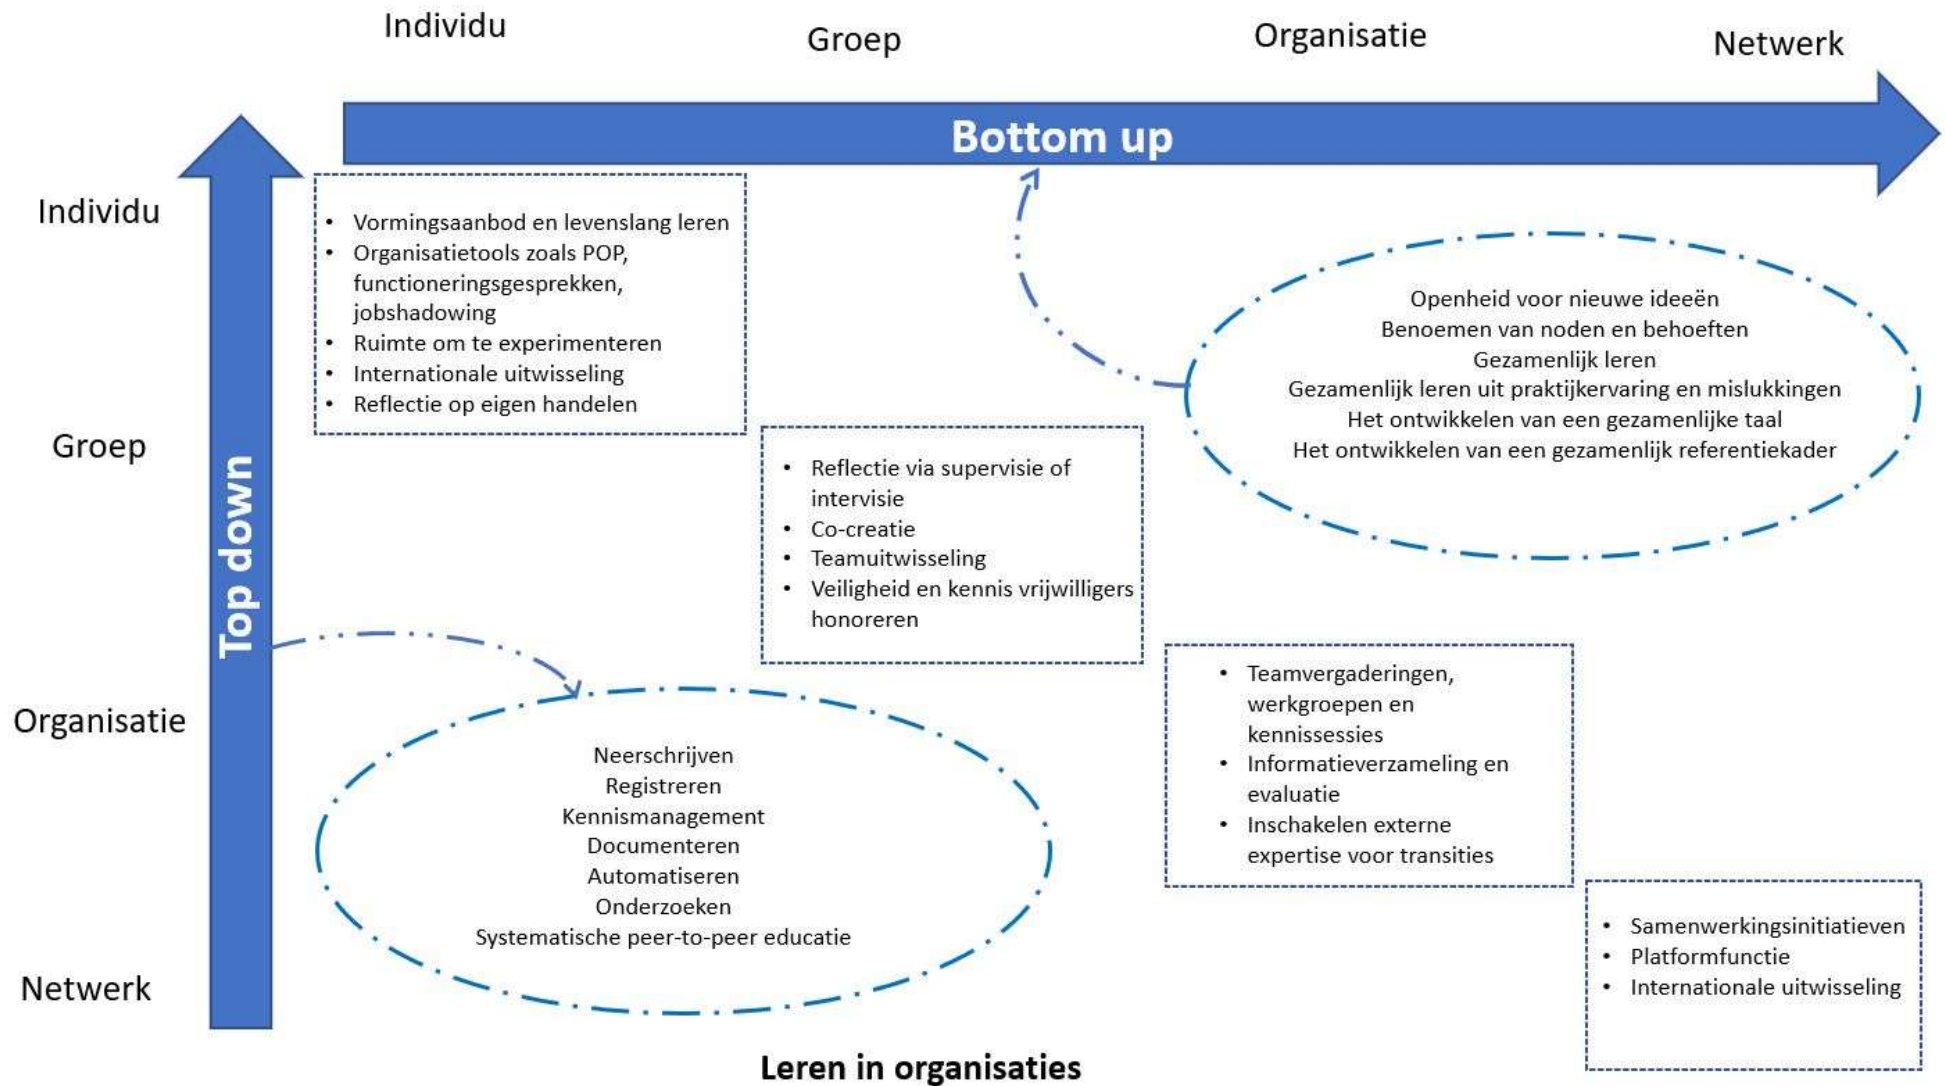 Individu
Groep
Organisatie
Netwerk
Bottom up
Individu
Groep
Organisatie
Netwerk
Top down
• Vormingsaanbod en levenslang leren
• Organisatietools zoals POP,
functioneringsgesprekken,
jobshadowing
• Ruimte om te experimenteren
• Internationale uitwisseling
• Reflectie op eigen handelen
Openheid voor nieuwe ideeën
Benoemen van noden en behoeften
Gezamenlijk leren
Gezamenlijk leren uit praktijkervaring en mislukkingen
Het ontwikkelen van een gezamenlijke taal
Het ontwikkelen van een gezamenlijk referentiekader
• Reflectie via supervisie of
intervisie
• Co-creatie
• Teamuitwisseling
• Veiligheid en kennis vrijwilligers
honoreren
• Teamvergaderingen,
werkgroepen en
kennissessies
• Informatieverzameling en
evaluatie
• Inschakelen externe
expertise voor transities
Neerschrijven
Registreren
Kennismanagement
Documenteren
Automatiseren
Onderzoeken
Systematische peer-to-peer educatie
• Samenwerkingsinitiatieven
• Platformfunctie
• Internationale uitwisseling
Leren in organisaties